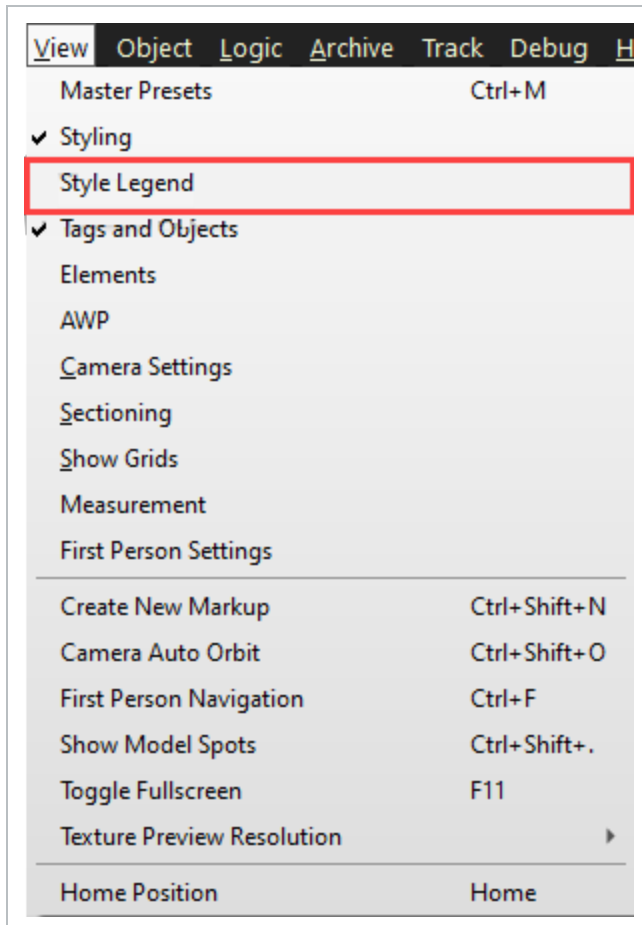 View Object Logic Archive Track Debug H
Master Presets Ctrl+M
Styling
Style Legend
Tags and Objects
Elements
AWP
Camera Settings
Sectioning
Show Grids
Measurement
First Person Settings
Create New Markup Ctrl+Shift+N
Camera Auto Orbit Ctrl+Shift+O
First Person Navigation Ctrl+F
Show Model Spots Ctrl+Shift+.
Toggle Fullscreen F11
Texture Preview Resolution
Home Position Home